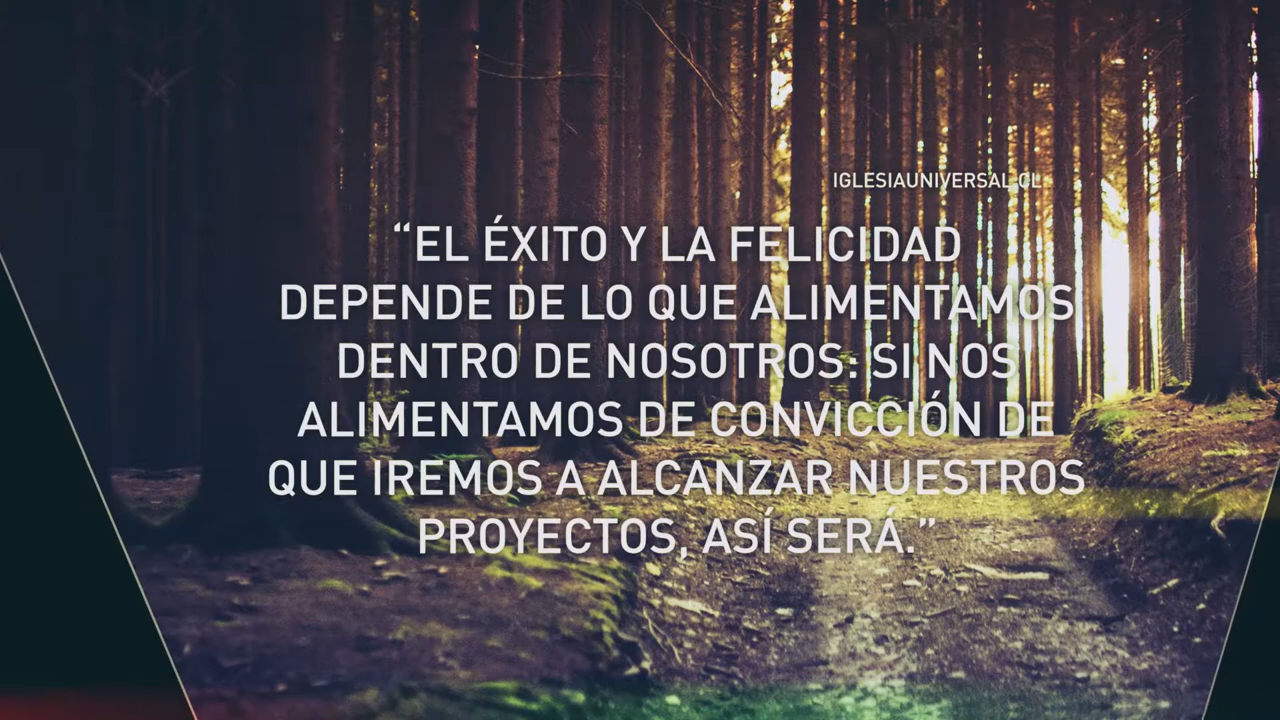 IGLESIAUNIVERSAL.CL
“EL ÉXITO Y LA FELICIDAD
DEPENDE DE LO QUE ALIMENTAMOS
DENTRO DE NOSOTROS: SI NOS
ALIMENTAMOS DE CONVICCIÓN DE
QUE IREMOS A ALCANZAR NUESTROS
PROYECTOS, ASÍ SERÁ.”